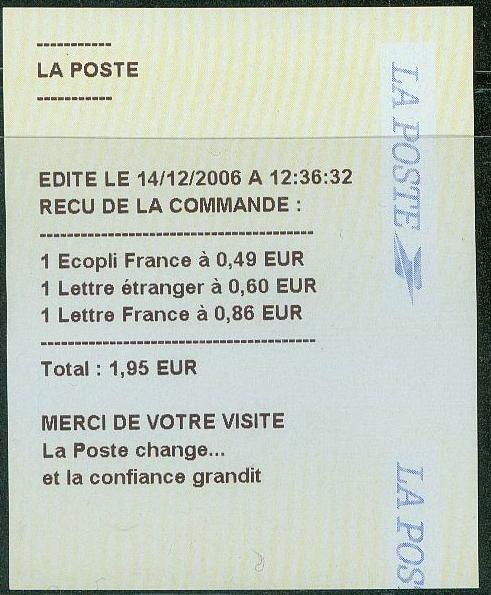 -----------
LA POSTE
-----------
EDITE LE 14/12/2006 A 12:36:32
RECU DE LA COMMANDE :
-----------------------------------------
1 Ecopli France à 0,49 EUR
1 Lettre étranger à 0,60 EUR
1 Lettre France à 0,86 EUR
-----------------------------------------
Total : 1,95 EUR
MERCI DE VOTRE VISITE
La Poste change...
et la confiance grandit
LA POSTE
LA POS